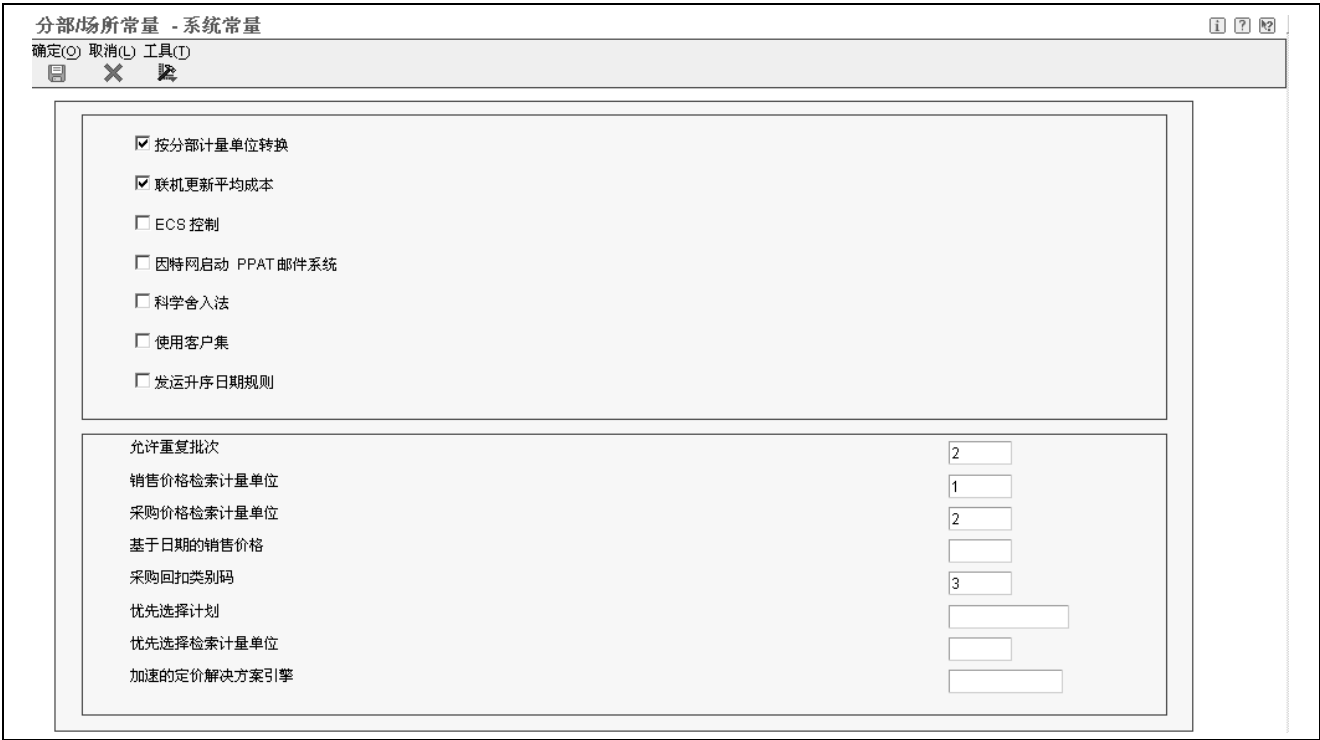 分部/场所常量 - 系统常量
确定(O) 取消(L) 工具(T)
按分部计量单位转换
联机更新平均成本
ECS 控制
因特网启动 PPAT 邮件系统
科学舍入法
使用客户集
发运升序日期规则
允许重复批次 2
销售价格检索计量单位 1
采购价格检索计量单位 2
基于日期的销售价格
采购回扣类别码 3
优先选择计划
优先选择检索计量单位
加速的定价解决方案引擎